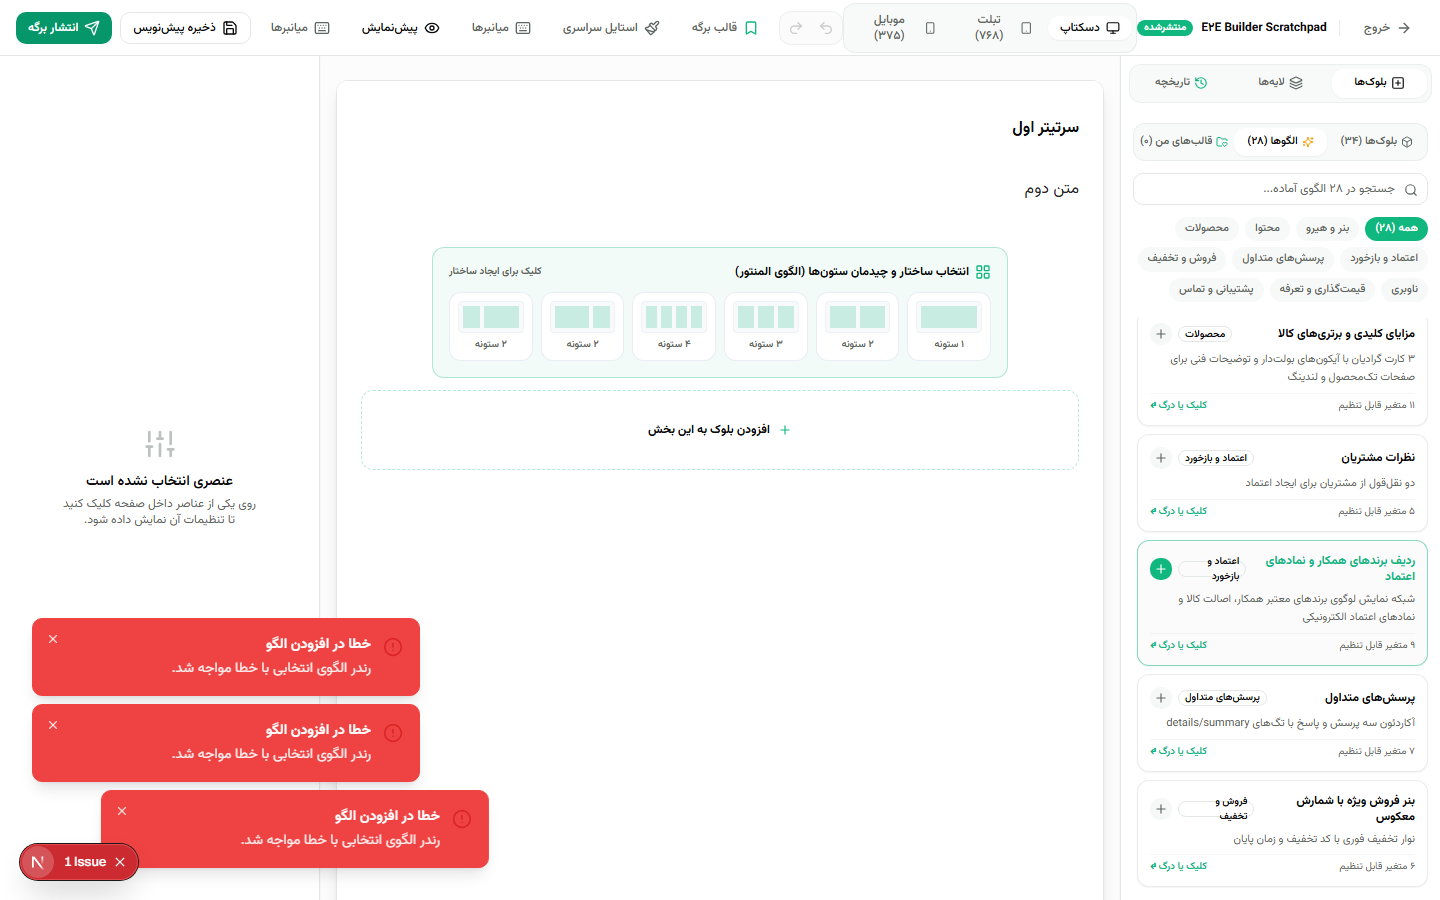 خروج
E2E Builder Scratchpad
منتشرشده
دسکتاپ
تبلت
(۷۶۸)
موبایل
(۳۷۵)
قالب برگه
استایل سراسری
میانبرها
پیش‌نمایش
میانبرها
ذخیره پیش‌نویس
انتشار برگه
بلوک‌ها
لایه‌ها
تاریخچه
بلوک‌ها (۳۴)
الگوها (۲۸)
قالب‌های من (۰)
جستجو در ۲۸ الگوی آماده...
همه (۲۸)
بنر و هیرو
محتوا
محصولات
اعتماد و بازخورد
پرسش‌های متداول
فروش و تخفیف
ناوبری
قیمت‌گذاری و تعرفه
پشتیبانی و تماس
مزایای کلیدی و برتری‌های کالا
محصولات
۳ کارت گرادیان با آیکون‌های بولت‌دار و توضیحات فنی برای
صفحات تک‌محصول و لندینگ
۱۱ متغیر قابل تنظیم
کلیک یا درگ
نظرات مشتریان
اعتماد و بازخورد
دو نقل‌قول از مشتریان برای ایجاد اعتماد
۵ متغیر قابل تنظیم
کلیک یا درگ
ردیف برندهای همکار و نمادهای
اعتماد
اعتماد و
بازخورد
شبکه نمایش لوگوی برندهای معتبر همکار، اصالت کالا و
نمادهای اعتماد الکترونیکی
۹ متغیر قابل تنظیم
کلیک یا درگ
پرسش‌های متداول
پرسش‌های متداول
آکاردئون سه پرسش و پاسخ با تگ‌های details/summary
۷ متغیر قابل تنظیم
کلیک یا درگ
بنر فروش ویژه با شمارش
معکوس
فروش و
تخفیف
نوار تخفیف فوری با کد تخفیف و زمان پایان
۶ متغیر قابل تنظیم
کلیک یا درگ
سرتیتر اول
متن دوم
انتخاب ساختار و چیدمان ستون‌ها (الگوی المنتور)
کلیک برای ایجاد ساختار
۱ ستونه
۲ ستونه
۳ ستونه
۴ ستونه
۲ ستونه
۲ ستونه
افزودن بلوک به این بخش
عنصری انتخاب نشده است
روی یکی از عناصر داخل صفحه کلیک کنید
تا تنظیمات آن نمایش داده شود.
خطا در افزودن الگو
رندر الگوی انتخابی با خطا مواجه شد.
خطا در افزودن الگو
رندر الگوی انتخابی با خطا مواجه شد.
خطا در افزودن الگو
رندر الگوی انتخابی با خطا مواجه شد.
N 1 Issue